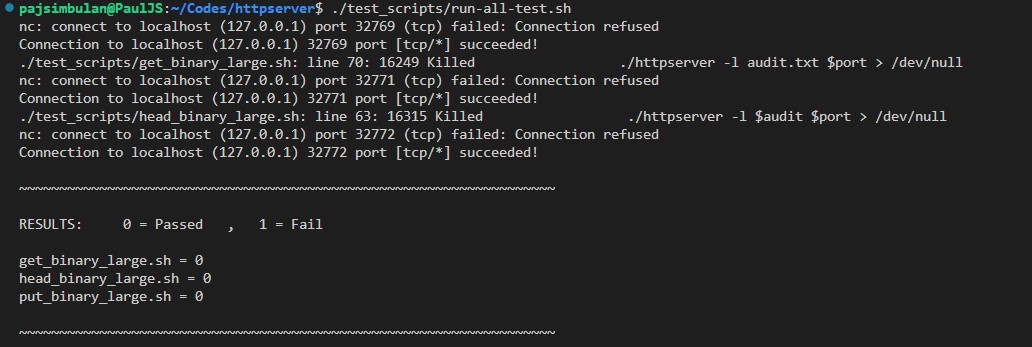 pajsimbulan@PaulJS:~/Codes/httpserver$ ./test_scripts/run-all-test.sh
nc: connect to localhost (127.0.0.1) port 32769 (tcp) failed: Connection refused
Connection to localhost (127.0.0.1) 32769 port [tcp/*] succeeded!
./test_scripts/get_binary_large.sh: line 70: 16249 Killed                  ./httpserver -l audit.txt $port > /dev/null
nc: connect to localhost (127.0.0.1) port 32771 (tcp) failed: Connection refused
Connection to localhost (127.0.0.1) 32771 port [tcp/*] succeeded!
./test_scripts/head_binary_large.sh: line 63: 16315 Killed                  ./httpserver -l $audit $port > /dev/null
nc: connect to localhost (127.0.0.1) port 32772 (tcp) failed: Connection refused
Connection to localhost (127.0.0.1) 32772 port [tcp/*] succeeded!
~~~~~~~~~~~~~~~~~~~~~~~~~~~~~~~~~~~~~~~~~~~~~~~~~~~~~~~~~~~~~~~~~~~
RESULTS:     0 = Passed   ,   1 = Fail
get_binary_large.sh = 0
head_binary_large.sh = 0
put_binary_large.sh = 0
~~~~~~~~~~~~~~~~~~~~~~~~~~~~~~~~~~~~~~~~~~~~~~~~~~~~~~~~~~~~~~~~~~~